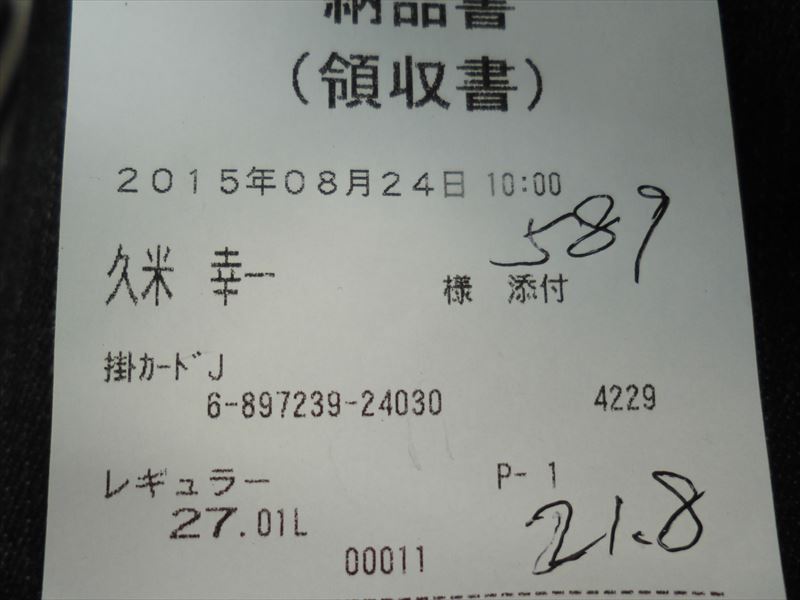 納品書
（領収書）
２０１５年０８月２４日 10:00
589
久米 幸一
様 添付
掛ｶｰﾄﾞJ
6-897239-24030 4229
レギュラー P- 1
27.01L 21.8
00011